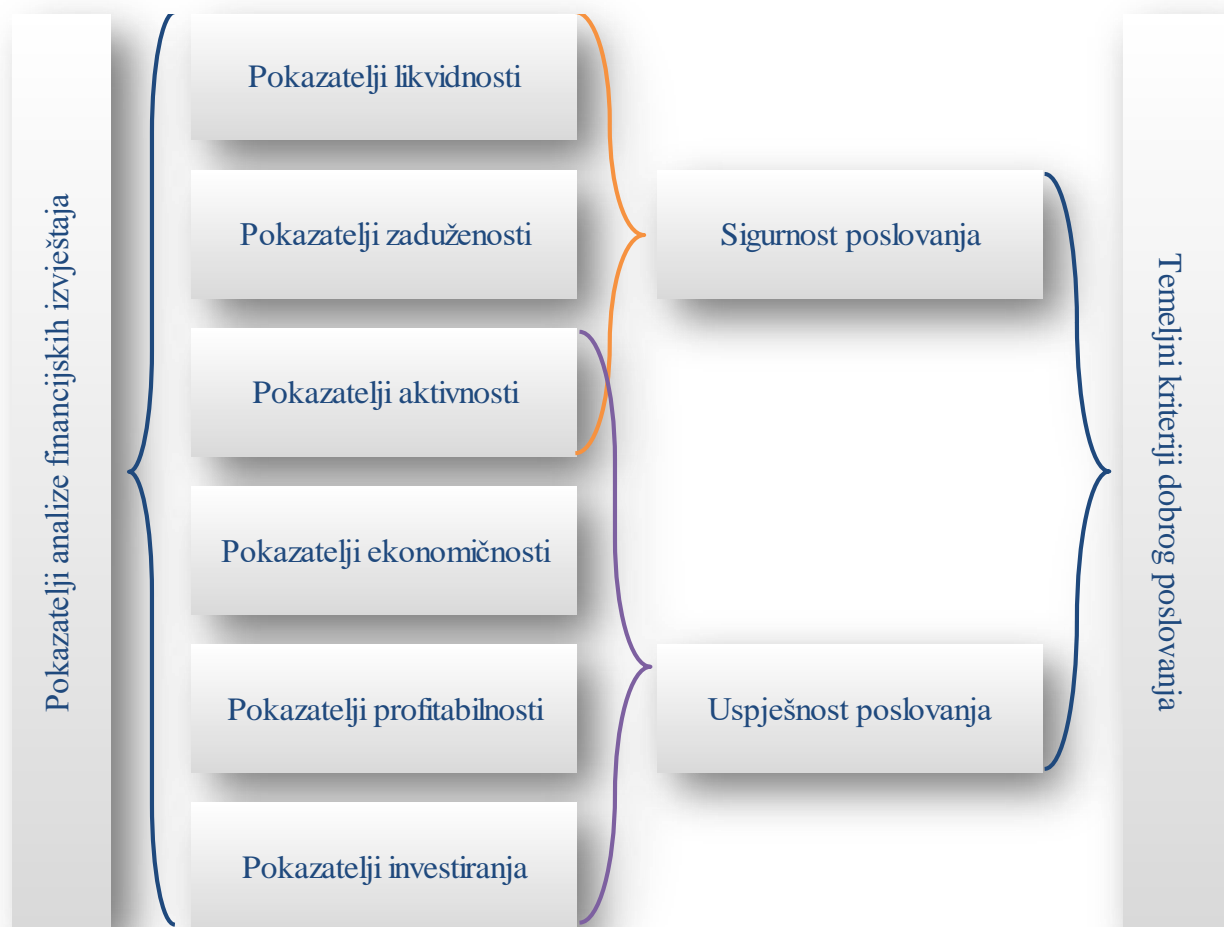 Pokazatelji analize financijskih izvještaja
Pokazatelji likvidnosti
Pokazatelji zaduženosti
Pokazatelji aktivnosti
Pokazatelji ekonomičnosti
Pokazatelji profitabilnosti
Pokazatelji investiranja
Sigurnost poslovanja
Uspješnost poslovanja
Temeljni kriteriji dobrog poslovanja